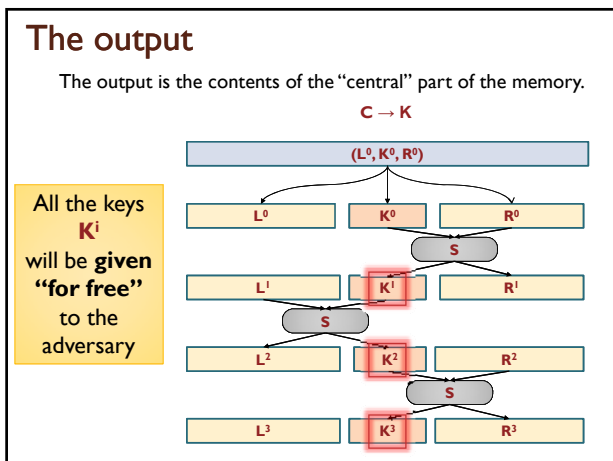 The output
The output is the contents of the “central” part of the memory.
C → K
(L⁰, K⁰, R⁰)
All the keys
Kⁱ
will be given
“for free”
to the
adversary
L⁰ K⁰ R⁰
S
L¹ K¹ R¹
S
L² K² R²
S
L³ K³ R³